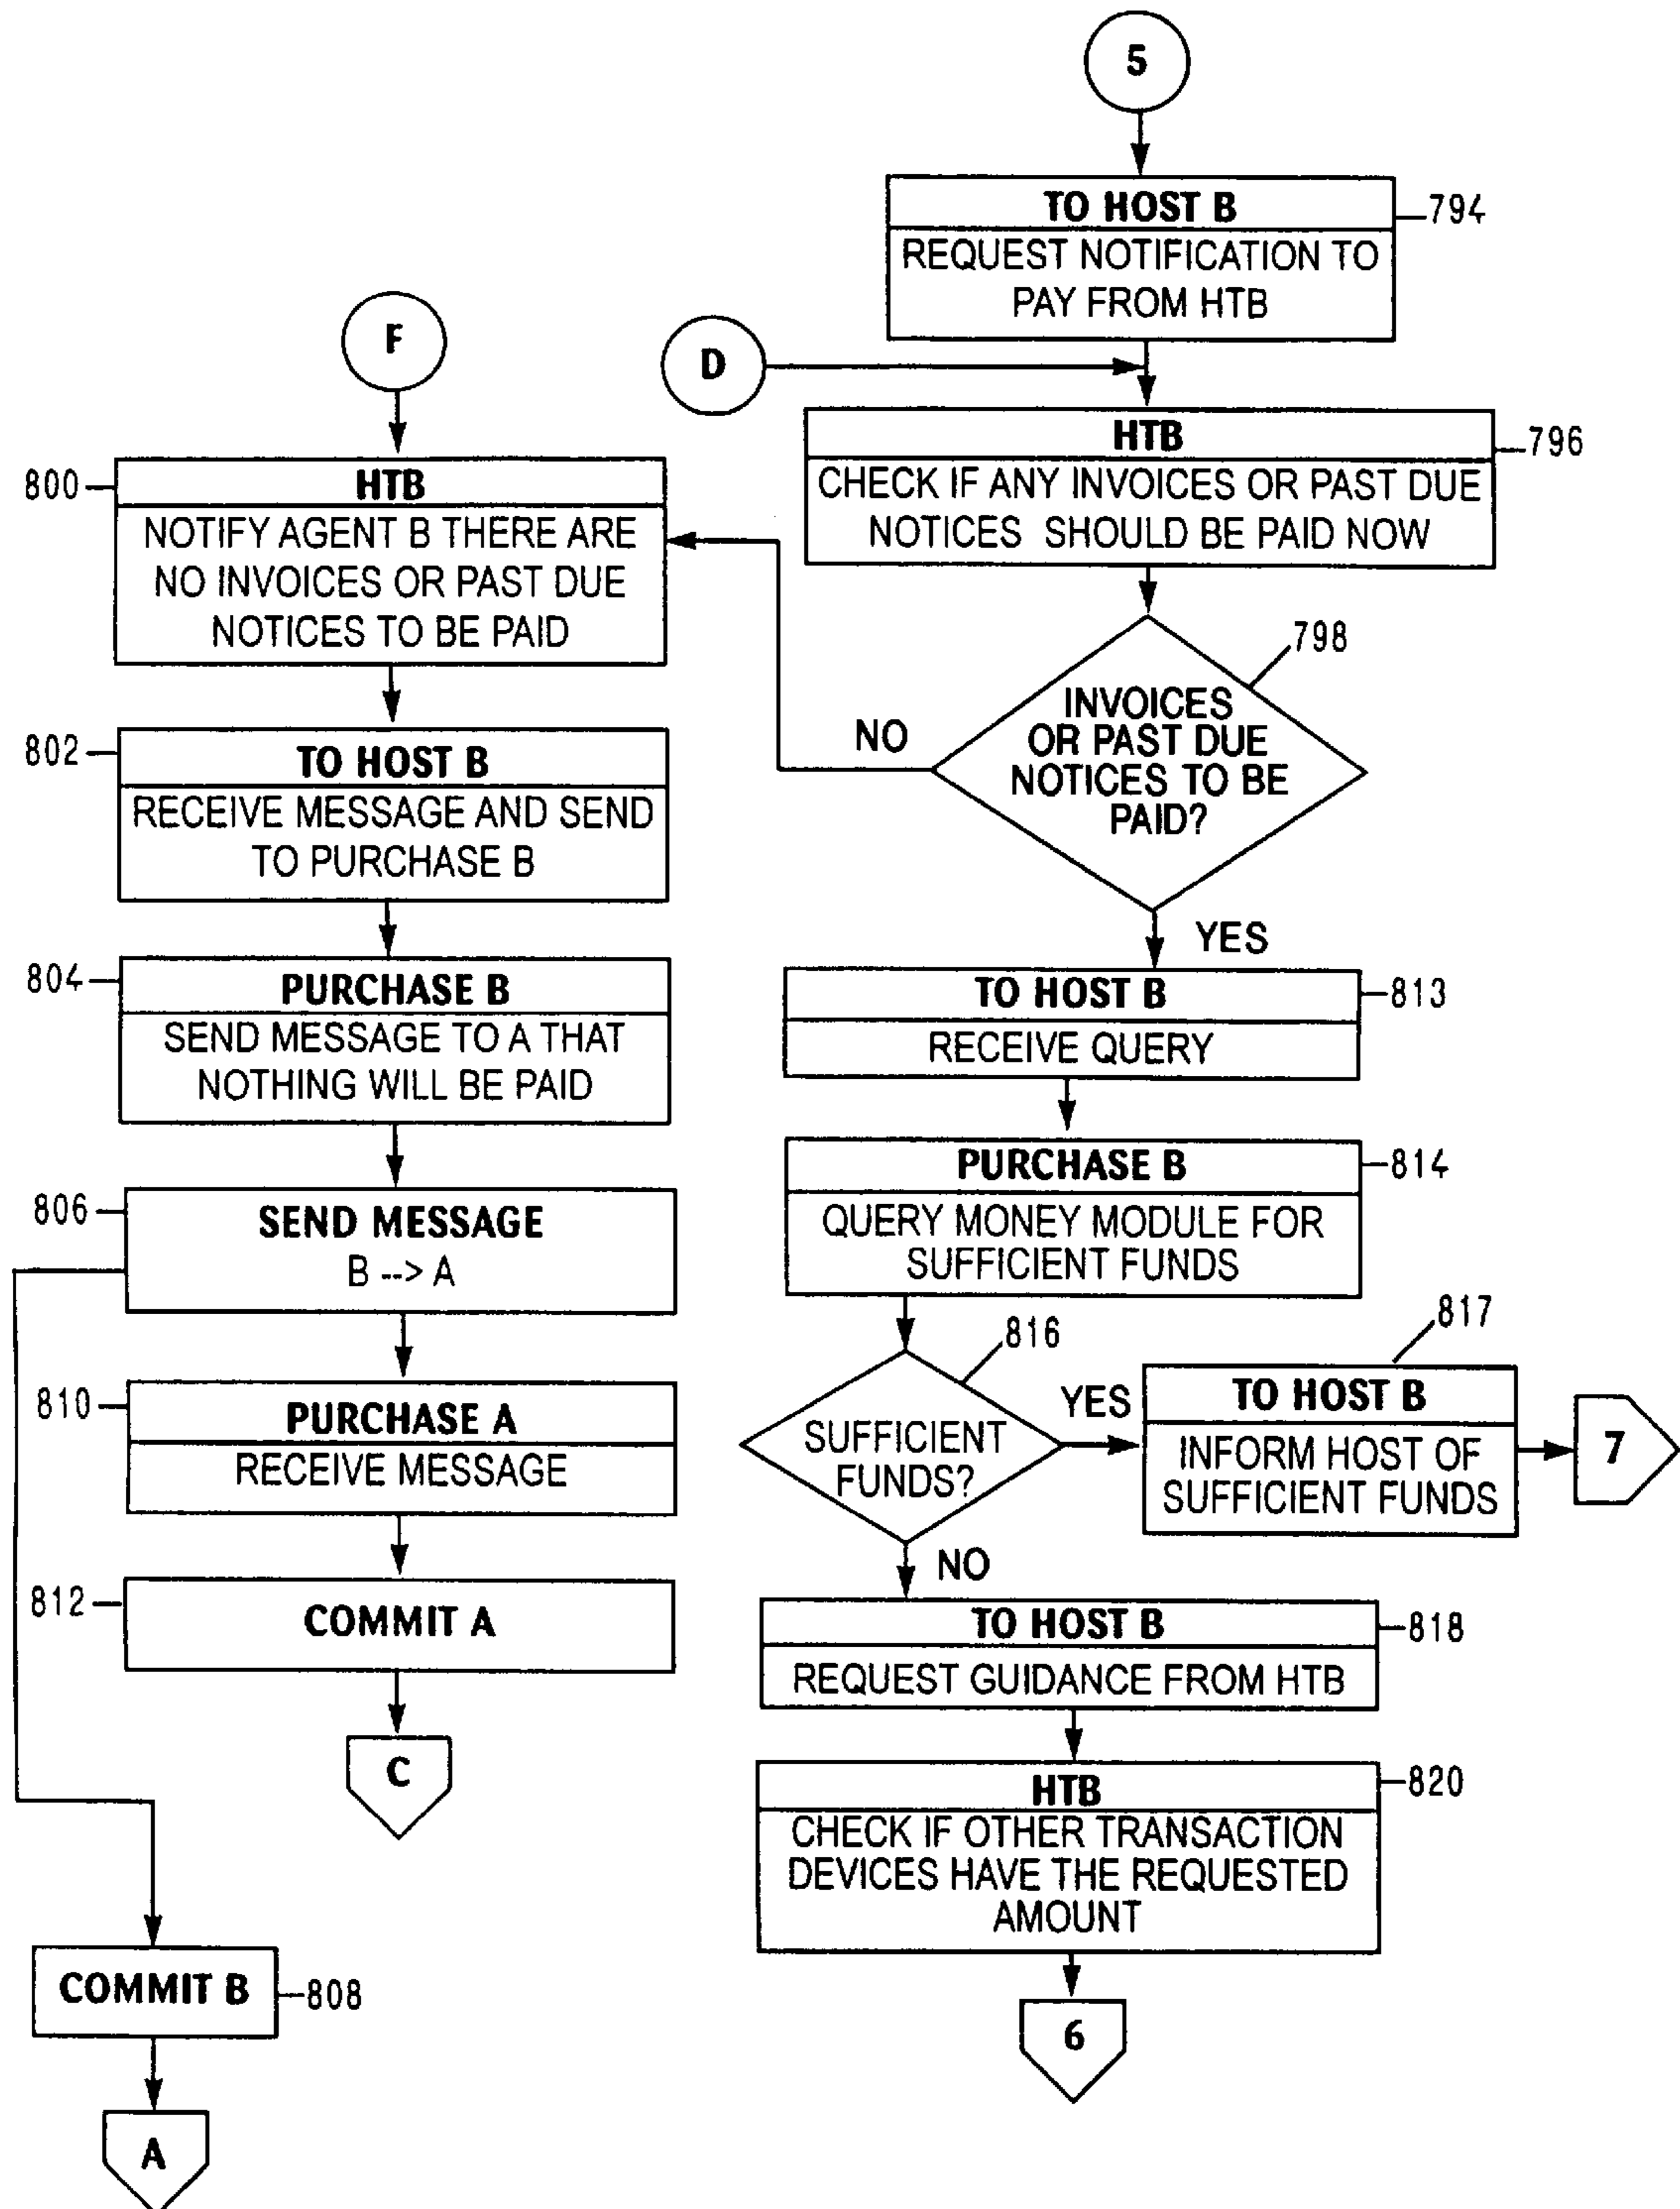 5
TO HOST B
794
REQUEST NOTIFICATION TO
PAY FROM HTB
F
D
HTB
796
CHECK IF ANY INVOICES OR PAST DUE
NOTICES SHOULD BE PAID NOW
800
HTB
NOTIFY AGENT B THERE ARE
NO INVOICES OR PAST DUE
NOTICES TO BE PAID
798
INVOICES
OR PAST DUE
NOTICES TO BE
PAID?
NO
YES
802
TO HOST B
RECEIVE MESSAGE AND SEND
TO PURCHASE B
804
PURCHASE B
SEND MESSAGE TO A THAT
NOTHING WILL BE PAID
806
SEND MESSAGE
B --> A
810
PURCHASE A
RECEIVE MESSAGE
812
COMMIT A
C
COMMIT B
808
A
TO HOST B
813
RECEIVE QUERY
PURCHASE B
814
QUERY MONEY MODULE FOR
SUFFICIENT FUNDS
816
SUFFICIENT
FUNDS?
YES
817
TO HOST B
INFORM HOST OF
SUFFICIENT FUNDS
7
NO
TO HOST B
818
REQUEST GUIDANCE FROM HTB
HTB
820
CHECK IF OTHER TRANSACTION
DEVICES HAVE THE REQUESTED
AMOUNT
6